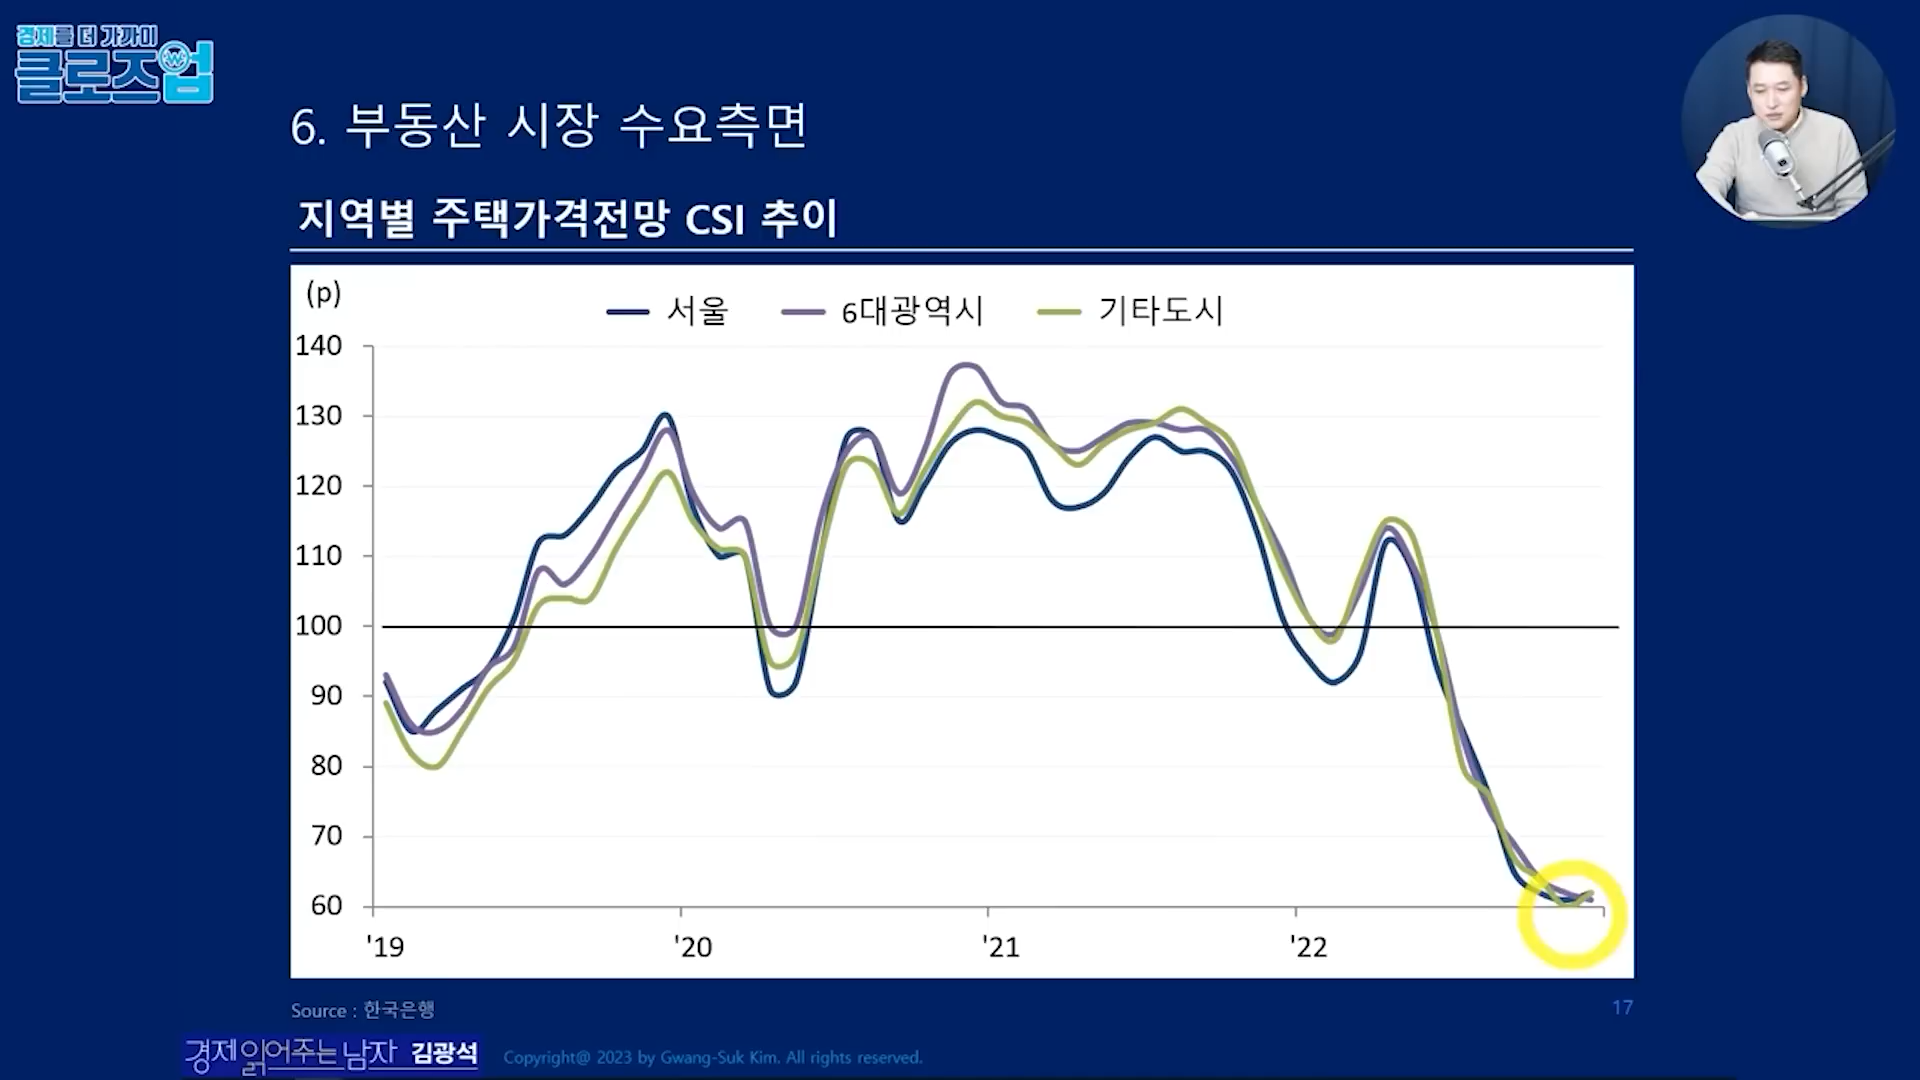 경제를 더 가까이
클로즈업
6. 부동산 시장 수요측면
지역별 주택가격전망 CSI 추이
(p)
서울 6대광역시 기타도시
140
130
120
110
100
90
80
70
60
'19 '20 '21 '22
Source : 한국은행
17
경제 읽어주는 남자 김광석
Copyright@ 2023 by Gwang-Suk Kim. All rights reserved.